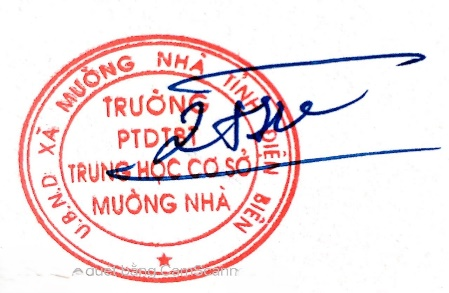 U.B.N.D XÃ MƯỜNG NHÀ TỈNH ĐIỆN BIÊN
TRƯỜNG
PTDTBT
TRUNG HỌC CƠ SỞ
MƯỜNG NHÀ